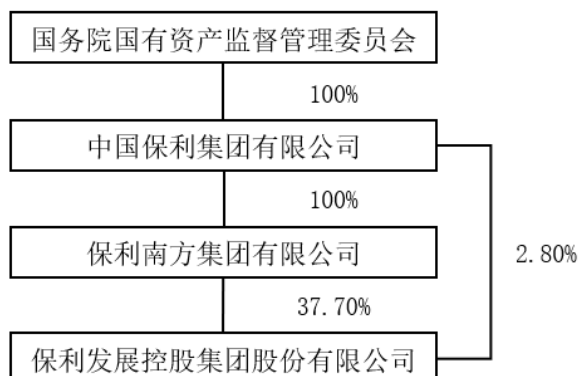 国务院国有资产监督管理委员会
100%
中国保利集团有限公司
100%
保利南方集团有限公司
2.80%
37.70%
保利发展控股集团股份有限公司